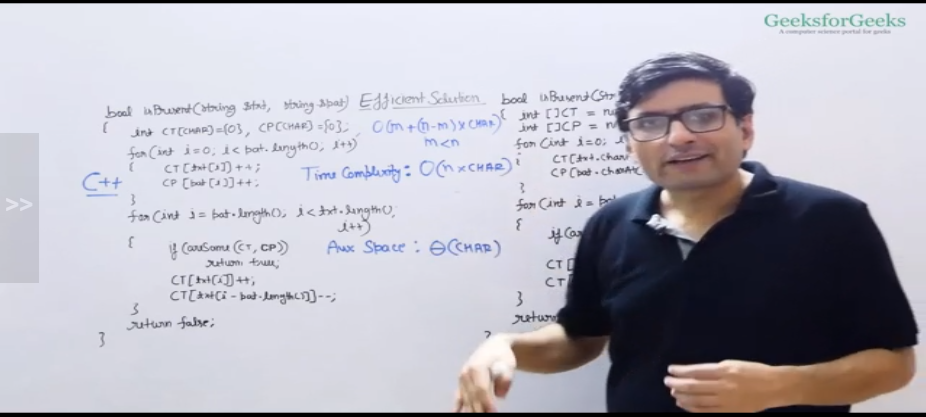 GeeksforGeeks
A computer science portal for geeks
bool isPresent(string &txt, string &pat)
Efficient Solution
{
int CT[CHAR]={0}, CP[CHAR]={0};
for(int i=0; i< pat.length(); i++)
{
CT[txt[i]]++;
CP[pat[i]]++;
}
for(int i= pat.length(); i< txt.length();
i++)
{
if(areSame(CT, CP))
return true;
CT[txt[i]]++;
CT[txt[i-pat.length()]]--;
}
return false;
}
C++
O(m+(n-m)×CHAR)
m<n
Time Complexity: O(n×CHAR)
Aux Space: Θ(CHAR)
bool isPresent(Str
{ int []CT = n
int []CP = n
for(int i=0; i
{
CT[txt.char
CP[pat.charAt
}
for(int i= pat
{
if(ar
CT[
CT[
}
return
}
>>